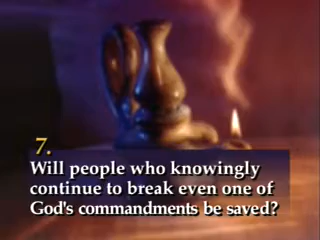 7.
Will people who knowingly
continue to break even one of
God's commandments be saved?